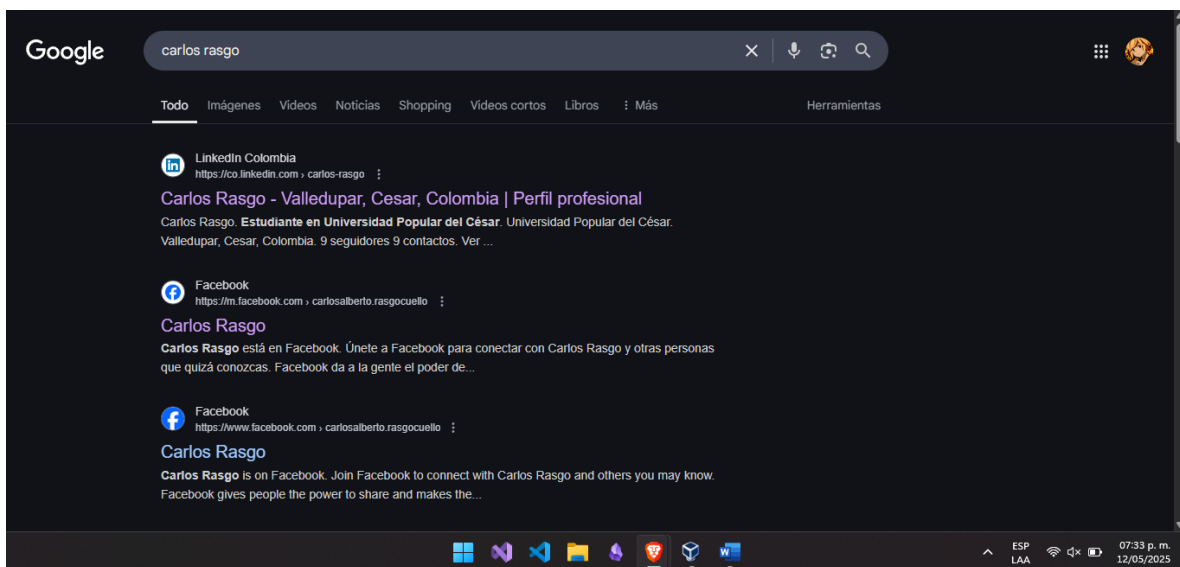 Google
carlos rasgo
Todo Imágenes Videos Noticias Shopping Videos cortos Libros Más Herramientas
LinkedIn Colombia
https://co.linkedin.com › carlos-rasgo
Carlos Rasgo - Valledupar, Cesar, Colombia | Perfil profesional
Carlos Rasgo. Estudiante en Universidad Popular del César. Universidad Popular del César.
Valledupar, Cesar, Colombia. 9 seguidores 9 contactos. Ver ...
Facebook
https://m.facebook.com › carlosalberto.rasgocuello
Carlos Rasgo
Carlos Rasgo está en Facebook. Únete a Facebook para conectar con Carlos Rasgo y otras personas
que quizá conozcas. Facebook da a la gente el poder de...
Facebook
https://www.facebook.com › carlosalberto.rasgocuello
Carlos Rasgo
Carlos Rasgo is on Facebook. Join Facebook to connect with Carlos Rasgo and others you may know.
Facebook gives people the power to share and makes the...
ESP 07:33 p. m.
LAA 12/05/2025